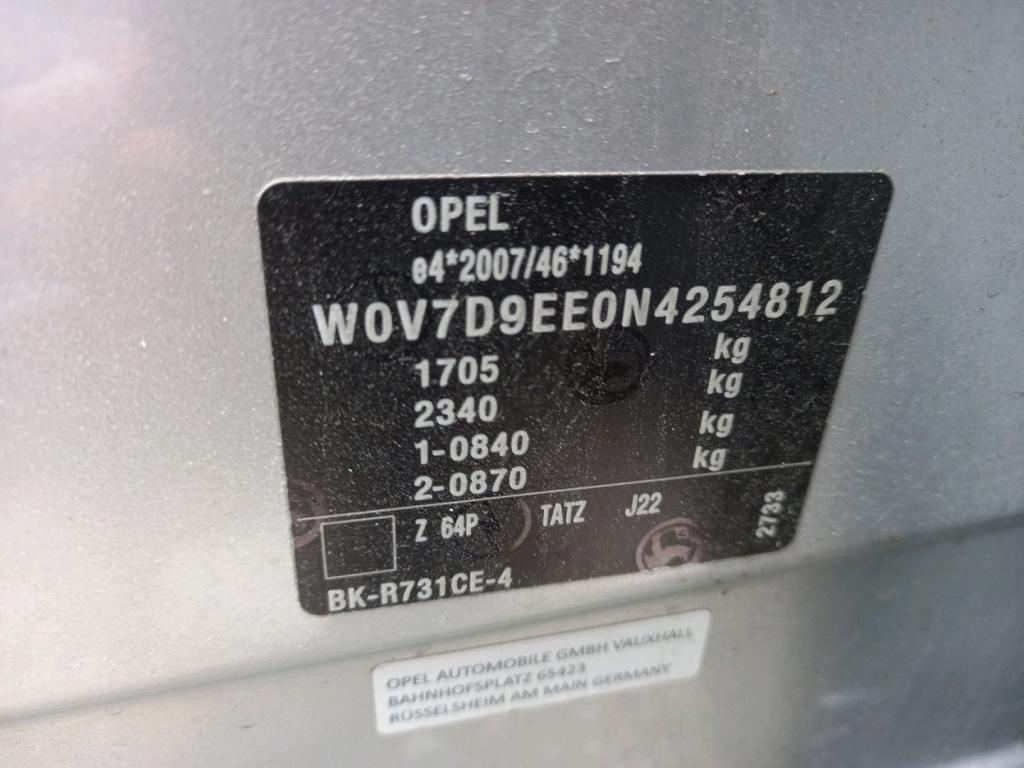 OPEL
e4*2007/46*1194
W0V7D9EE0N4254812
1705 kg
2340 kg
1-0840 kg
2-0870 kg
Z 64P TATZ J22
2733
BK-R731CE-4
OPEL AUTOMOBILE GMBH VAUXHALL
BAHNHOFSPLATZ 65423
RÜSSELSHEIM AM MAIN GERMANY